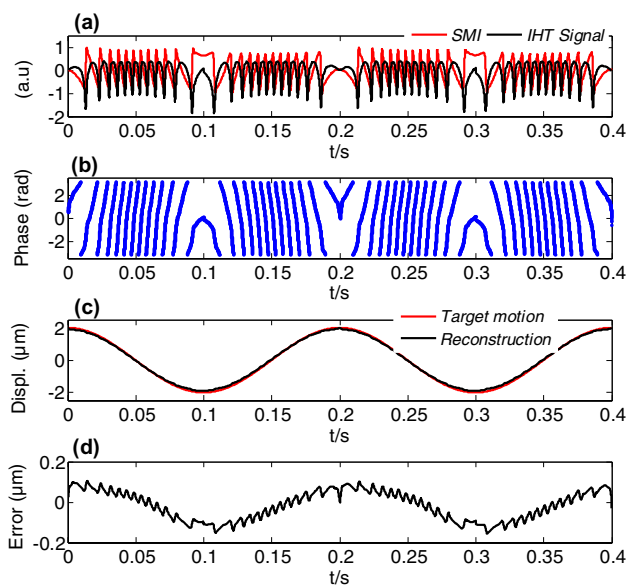 (a)
SMI IHT Signal
1
0
-1
-2
(a.u)
0 0.05 0.1 0.15 0.2 0.25 0.3 0.35 0.4
t/s
(b)
2
0
-2
Phase (rad)
0 0.05 0.1 0.15 0.2 0.25 0.3 0.35 0.4
t/s
(c)
Target motion
Reconstruction
2
0
-2
Displ. (µm)
0 0.05 0.1 0.15 0.2 0.25 0.3 0.35 0.4
t/s
(d)
0.2
0
-0.2
Error (µm)
0 0.05 0.1 0.15 0.2 0.25 0.3 0.35 0.4
t/s